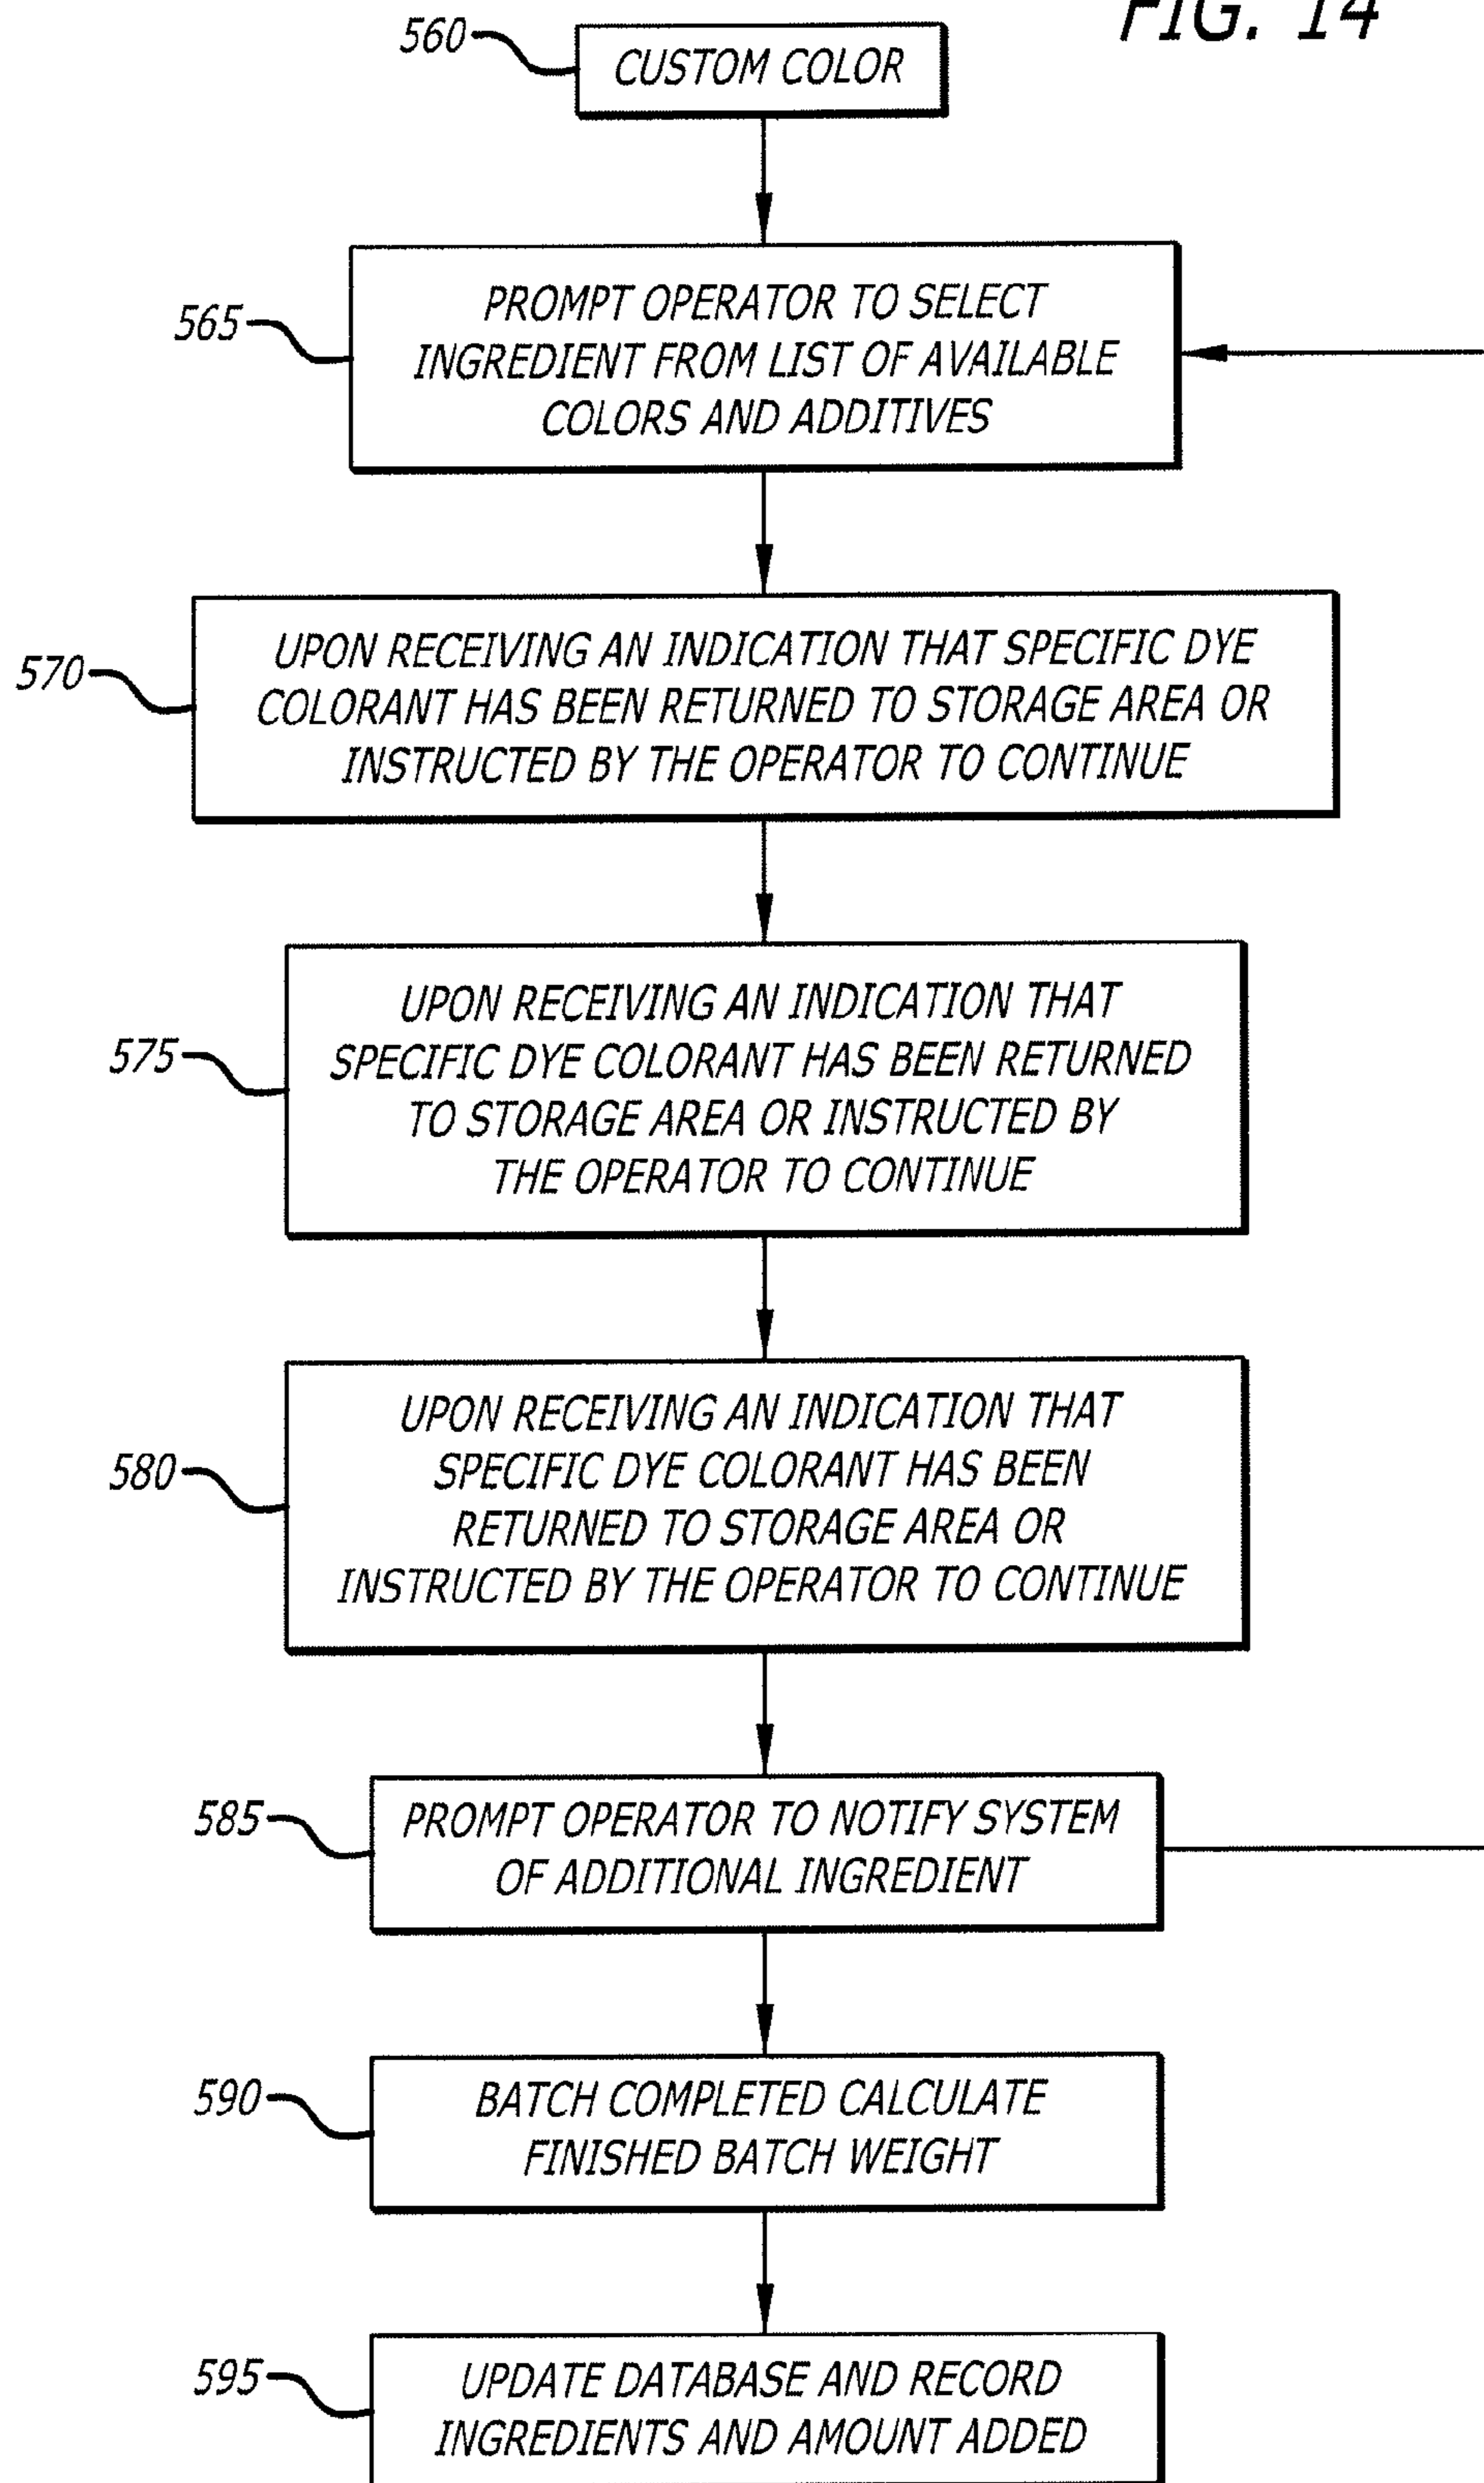 FIG. 14
560
CUSTOM COLOR
565
PROMPT OPERATOR TO SELECT
INGREDIENT FROM LIST OF AVAILABLE
COLORS AND ADDITIVES
570
UPON RECEIVING AN INDICATION THAT SPECIFIC DYE
COLORANT HAS BEEN RETURNED TO STORAGE AREA OR
INSTRUCTED BY THE OPERATOR TO CONTINUE
575
UPON RECEIVING AN INDICATION THAT
SPECIFIC DYE COLORANT HAS BEEN RETURNED
TO STORAGE AREA OR INSTRUCTED BY
THE OPERATOR TO CONTINUE
580
UPON RECEIVING AN INDICATION THAT
SPECIFIC DYE COLORANT HAS BEEN
RETURNED TO STORAGE AREA OR
INSTRUCTED BY THE OPERATOR TO CONTINUE
585
PROMPT OPERATOR TO NOTIFY SYSTEM
OF ADDITIONAL INGREDIENT
590
BATCH COMPLETED CALCULATE
FINISHED BATCH WEIGHT
595
UPDATE DATABASE AND RECORD
INGREDIENTS AND AMOUNT ADDED